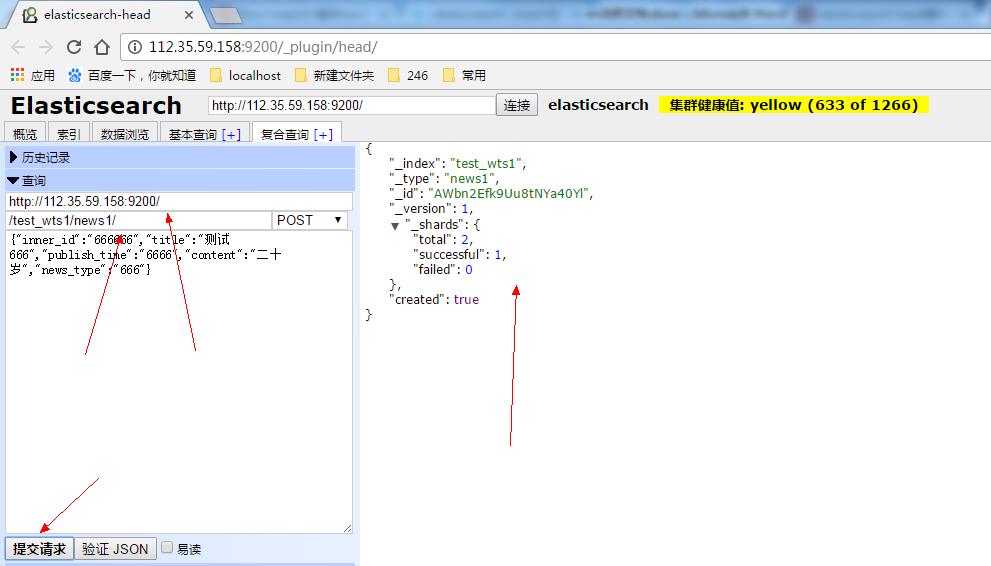 elasticsearch-head
112.35.59.158:9200/_plugin/head/
应用 百度一下，你就知道 localhost 新建文件夹 246 常用
Elasticsearch http://112.35.59.158:9200/ 连接 elasticsearch 集群健康值: yellow (633 of 1266)
概览 索引 数据浏览 基本查询 [+] 复合查询 [+]
历史记录
查询
http://112.35.59.158:9200/
/test_wts1/news1/ POST
{"inner_id":"666666","title":"测试
666","publish_time":"6666","content":"二十
岁","news_type":"666"}
提交请求 验证 JSON 易读
{
"_index": "test_wts1",
"_type": "news1",
"_id": "AWbn2Efk9Uu8tNYa40Yl",
"_version": 1,
"_shards": {
"total": 2,
"successful": 1,
"failed": 0
},
"created": true
}